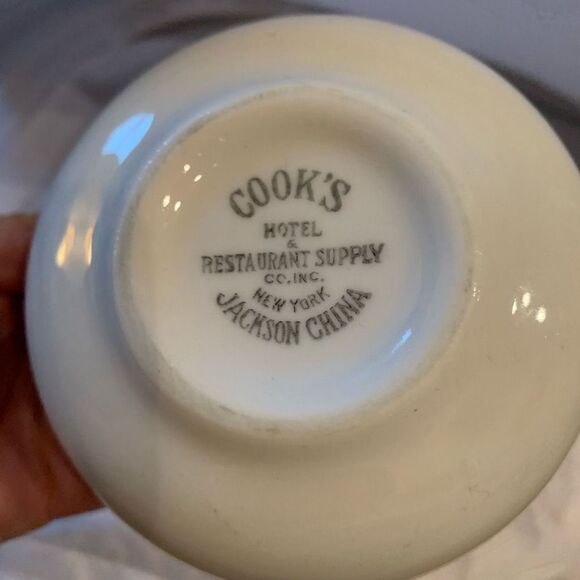 COOK'S
HOTEL
&
RESTAURANT SUPPLY
CO. INC.
NEW YORK
JACKSON CHINA